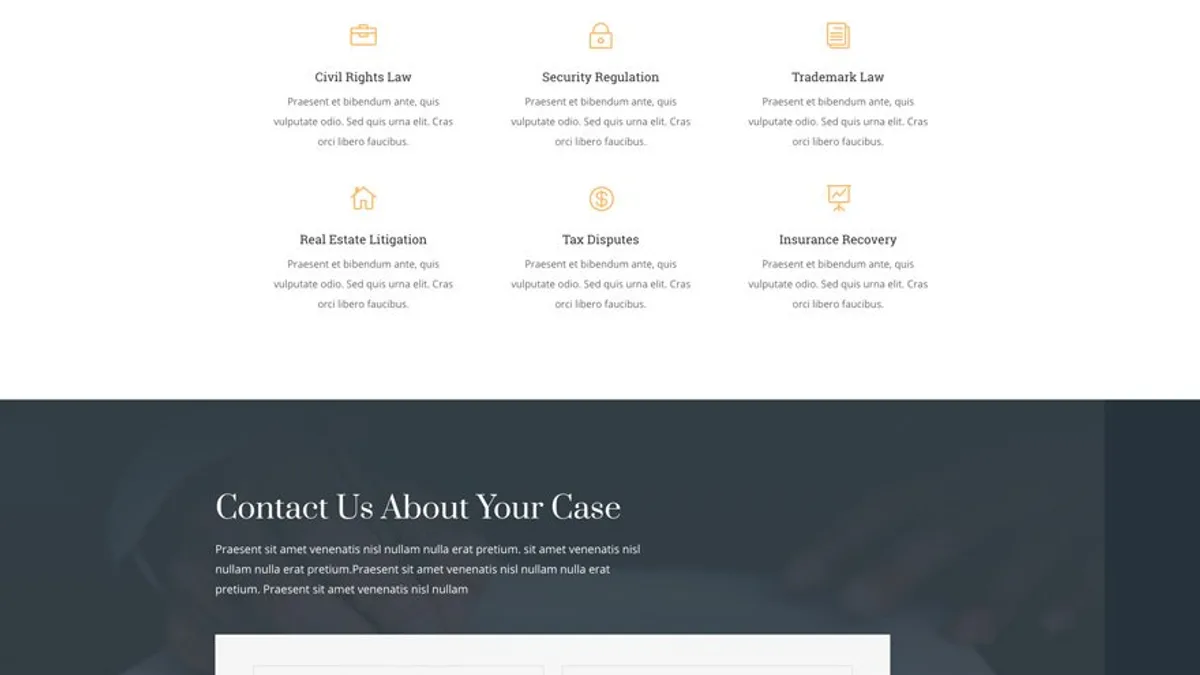 Civil Rights Law
Praesent et bibendum ante, quis
vulputate odio. Sed quis urna elit. Cras
orci libero faucibus.
Security Regulation
Praesent et bibendum ante, quis
vulputate odio. Sed quis urna elit. Cras
orci libero faucibus.
Trademark Law
Praesent et bibendum ante, quis
vulputate odio. Sed quis urna elit. Cras
orci libero faucibus.
Real Estate Litigation
Praesent et bibendum ante, quis
vulputate odio. Sed quis urna elit. Cras
orci libero faucibus.
Tax Disputes
Praesent et bibendum ante, quis
vulputate odio. Sed quis urna elit. Cras
orci libero faucibus.
Insurance Recovery
Praesent et bibendum ante, quis
vulputate odio. Sed quis urna elit. Cras
orci libero faucibus.
Contact Us About Your Case
Praesent sit amet venenatis nisl nullam nulla erat pretium. sit amet venenatis nisl
nullam nulla erat pretium.Praesent sit amet venenatis nisl nullam nulla erat
pretium. Praesent sit amet venenatis nisl nullam